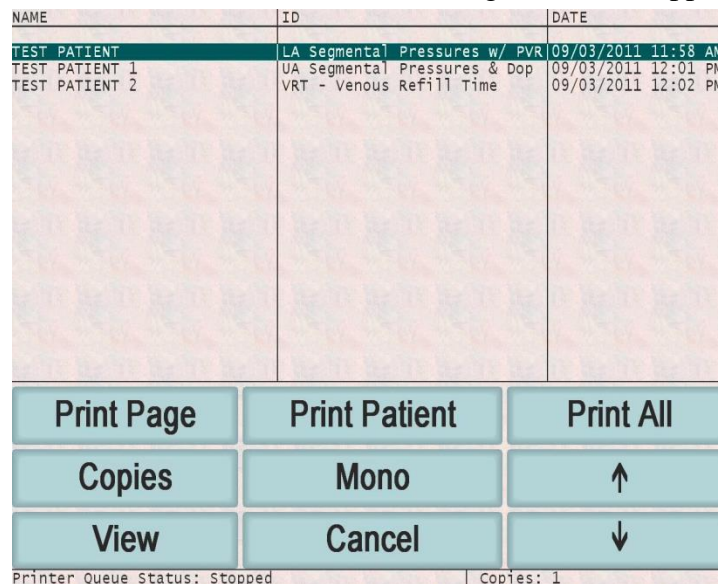 NAME ID DATE
TEST PATIENT LA Segmental Pressures w/ PVR 09/03/2011 11:58 AM
TEST PATIENT 1 UA Segmental Pressures & Dop 09/03/2011 12:01 PM
TEST PATIENT 2 VRT - Venous Refill Time 09/03/2011 12:02 PM
Print Page Print Patient Print All
Copies Mono ↑
View Cancel ↓
Printer Queue Status: Stopped Copies: 1